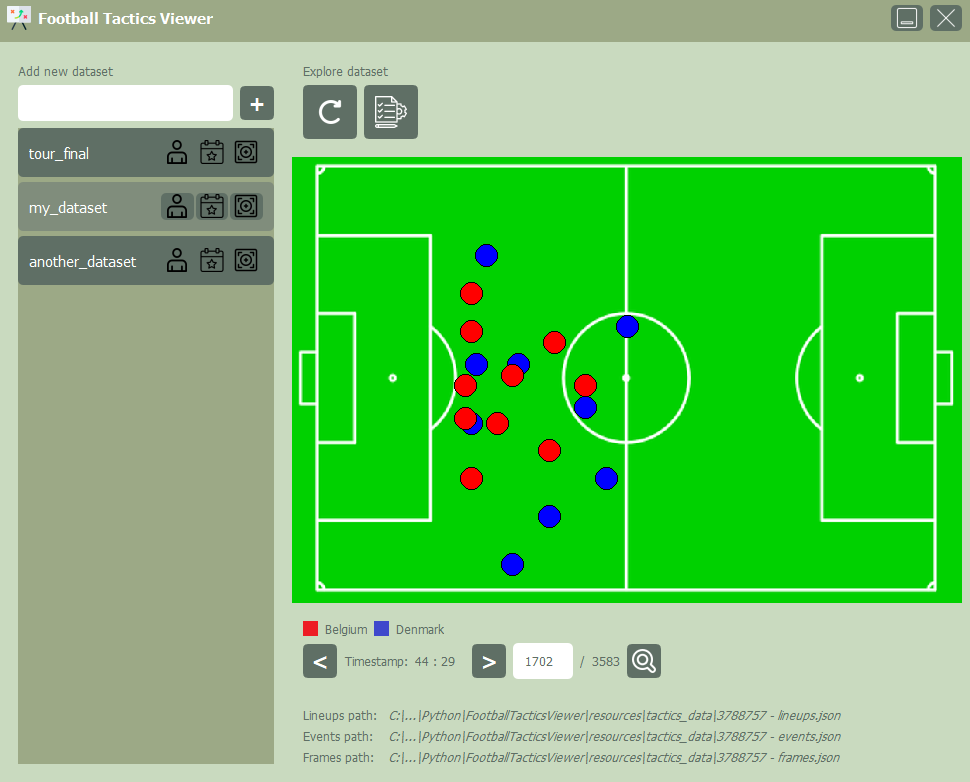 Football Tactics Viewer
Add new dataset
+
tour_final
my_dataset
another_dataset
Explore dataset
Belgium Denmark
< Timestamp: 44 : 29 > 1702 / 3583
Lineups path: C:|...|Python|FootballTacticsViewer|resources|tactics_data|3788757 - lineups.json
Events path: C:|...|Python|FootballTacticsViewer|resources|tactics_data|3788757 - events.json
Frames path: C:|...|Python|FootballTacticsViewer|resources|tactics_data|3788757 - frames.json